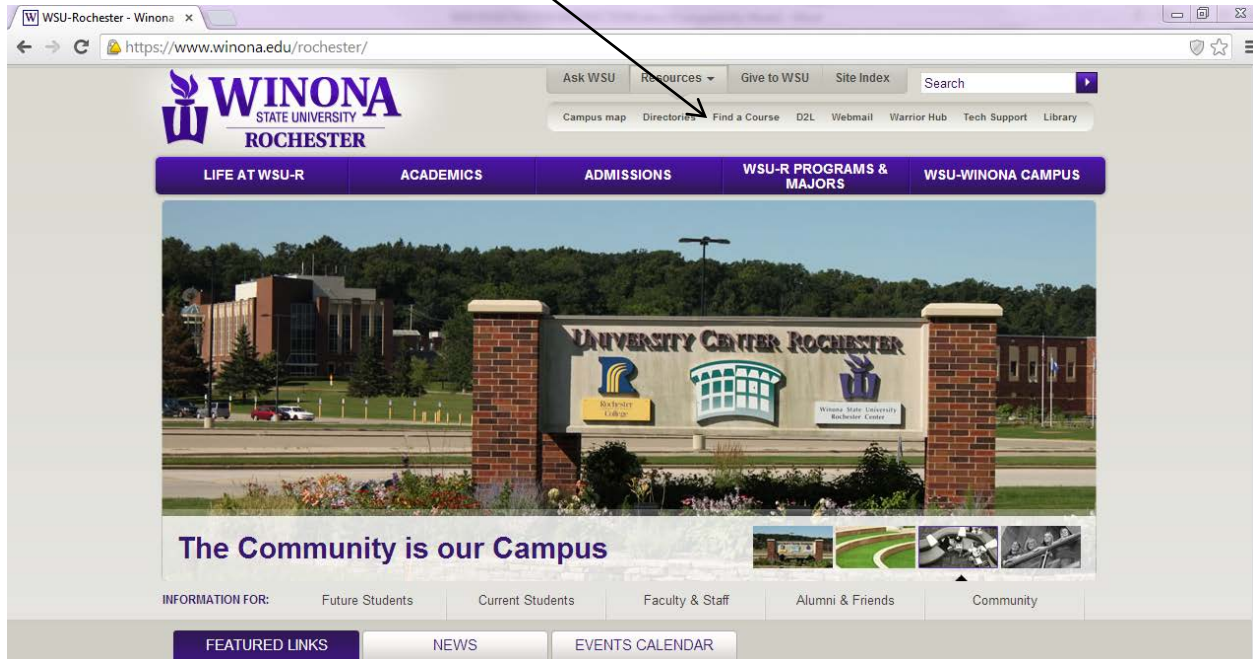 WSU-Rochester - Winona
https://www.winona.edu/rochester/
WINONA
STATE UNIVERSITY
ROCHESTER
Ask WSU Resources Give to WSU Site Index Search
Campus map Directories Find a Course D2L Webmail Warrior Hub Tech Support Library
LIFE AT WSU-R ACADEMICS ADMISSIONS WSU-R PROGRAMS & MAJORS WSU-WINONA CAMPUS
UNIVERSITY CENTER ROCHESTER
Rochester
College
Winona State University
Rochester Center
The Community is our Campus
INFORMATION FOR: Future Students Current Students Faculty & Staff Alumni & Friends Community
FEATURED LINKS NEWS EVENTS CALENDAR